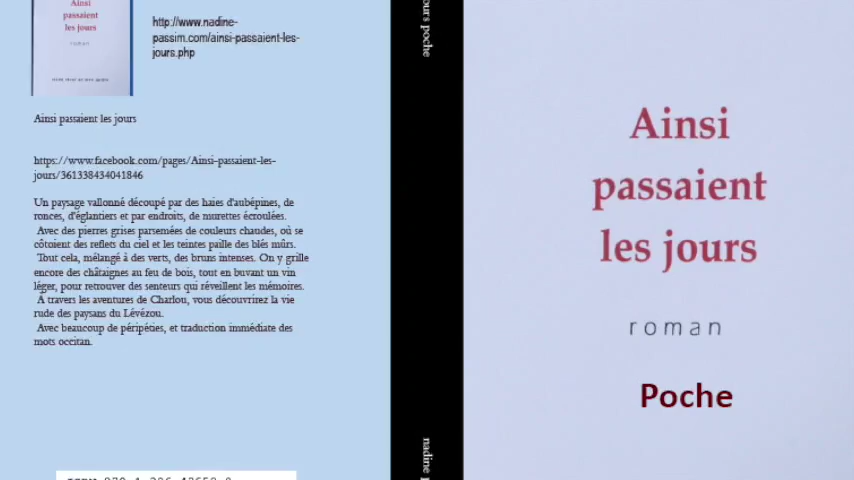 Ainsi
passaient
les jours
roman
http://www.nadine-
passim.com/ainsi-passaient-les-
jours.php
Ainsi passaient les jours
https://www.facebook.com/pages/Ainsi-passaient-les-
jours/361338434041846
Un paysage vallonné découpé par des haies d'aubépines, de
ronces, d'églantiers et par endroits, de murettes écroulées.
Avec des pierres grises parsemées de couleurs chaudes, où se
côtoient des reflets du ciel et les teintes paille des blés mûrs.
Tout cela, mélangé à des verts, des bruns intenses. On y grille
encore des châtaignes au feu de bois, tout en buvant un vin
léger, pour retrouver des senteurs qui réveillent les mémoires.
A travers les aventures de Charlou, vous découvrirez la vie
rude des paysans du Lévézou.
Avec beaucoup de péripéties, et traduction immédiate des
mots occitan.
ours poche
nadine
Ainsi
passaient
les jours
roman
Poche